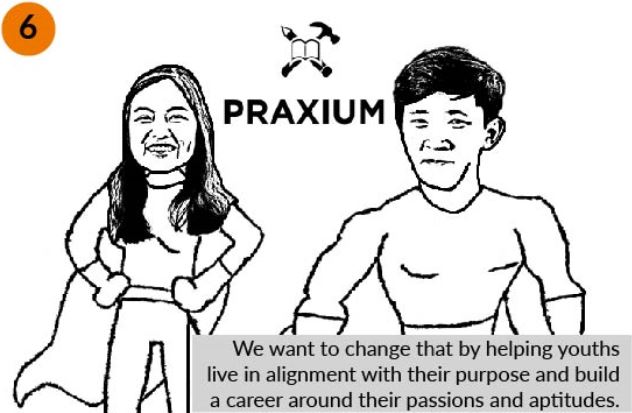 6
PRAXIUM
We want to change that by helping youths
live in alignment with their purpose and build
a career around their passions and aptitudes.